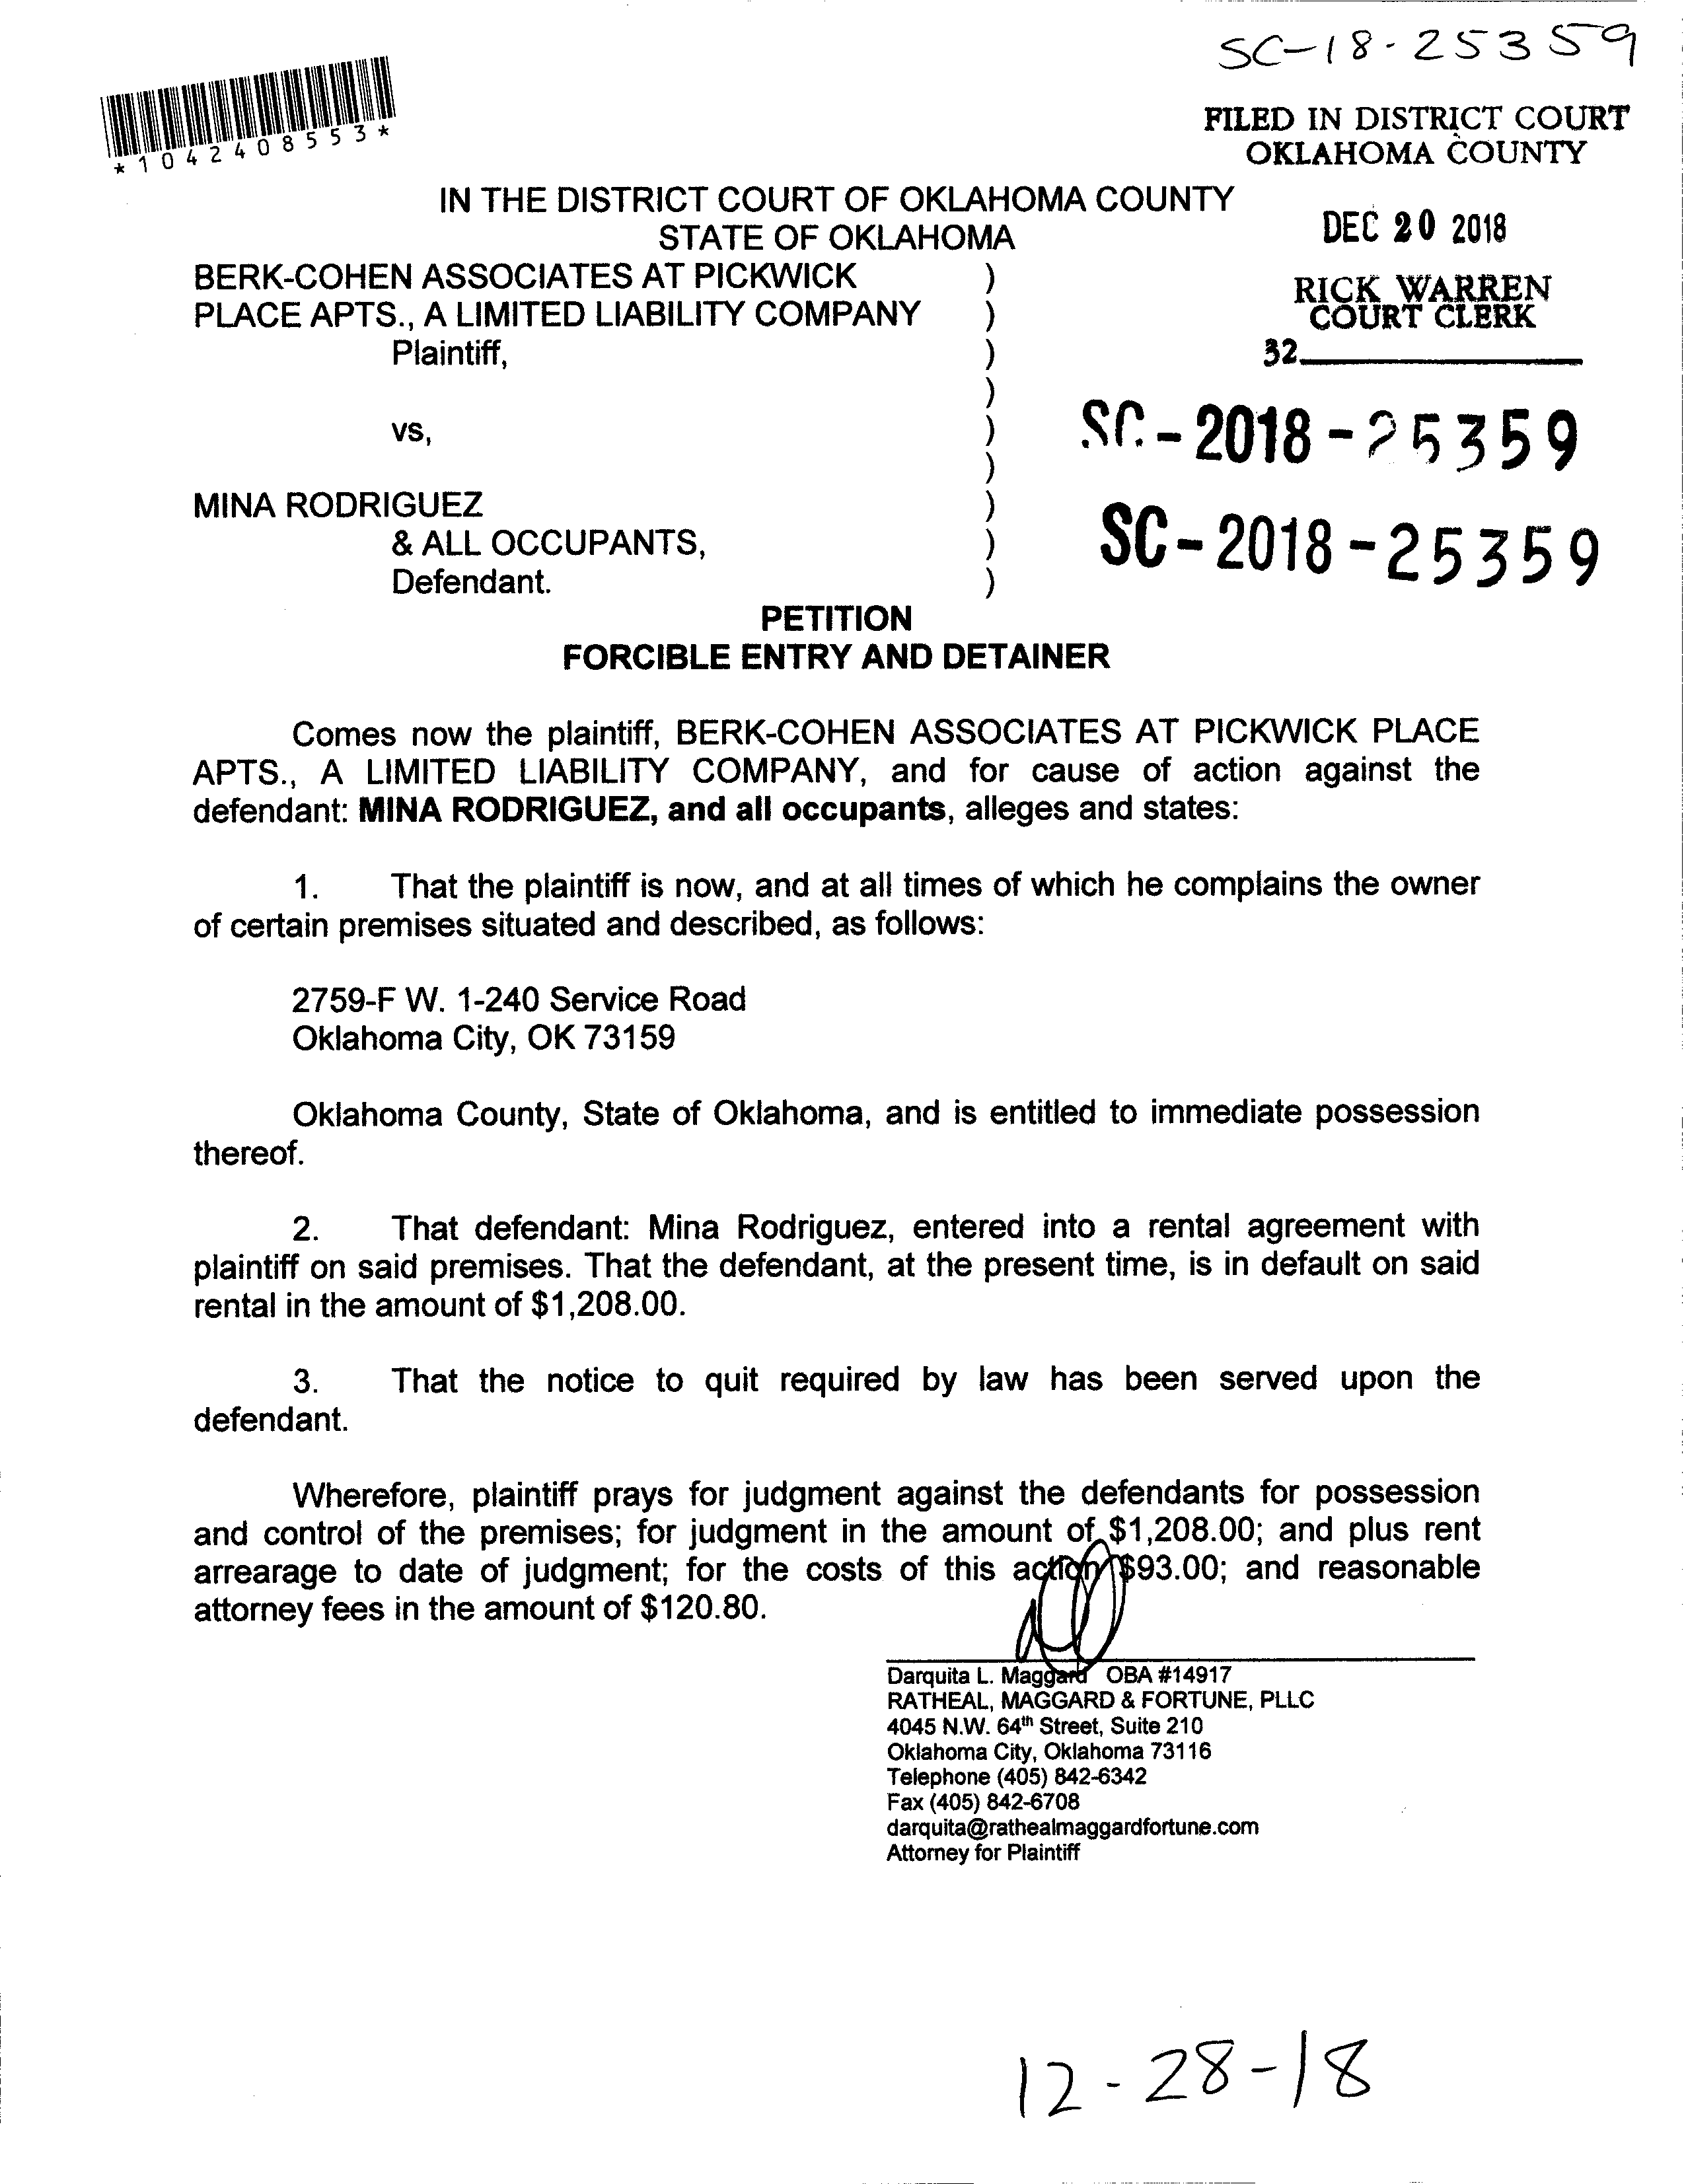 SC-18-25359
*1042408553*
FILED IN DISTRICT COURT
OKLAHOMA COUNTY
IN THE DISTRICT COURT OF OKLAHOMA COUNTY
STATE OF OKLAHOMA
DEC 20 2018
BERK-COHEN ASSOCIATES AT PICKWICK )
PLACE APTS., A LIMITED LIABILITY COMPANY )
RICK WARREN
COURT CLERK
Plaintiff, )
32
)
vs, )
SC-2018-25359
)
MINA RODRIGUEZ )
& ALL OCCUPANTS, )
SC-2018-25359
Defendant. )
PETITION
FORCIBLE ENTRY AND DETAINER
Comes now the plaintiff, BERK-COHEN ASSOCIATES AT PICKWICK PLACE
APTS., A LIMITED LIABILITY COMPANY, and for cause of action against the
defendant: MINA RODRIGUEZ, and all occupants, alleges and states:
1. That the plaintiff is now, and at all times of which he complains the owner
of certain premises situated and described, as follows:
2759-F W. 1-240 Service Road
Oklahoma City, OK 73159
Oklahoma County, State of Oklahoma, and is entitled to immediate possession
thereof.
2. That defendant: Mina Rodriguez, entered into a rental agreement with
plaintiff on said premises. That the defendant, at the present time, is in default on said
rental in the amount of $1,208.00.
3. That the notice to quit required by law has been served upon the
defendant.
Wherefore, plaintiff prays for judgment against the defendants for possession
and control of the premises; for judgment in the amount of $1,208.00; and plus rent
arrearage to date of judgment; for the costs of this action $93.00; and reasonable
attorney fees in the amount of $120.80.
Darquita L. Maggard OBA #14917
RATHEAL, MAGGARD & FORTUNE, PLLC
4045 N.W. 64th Street, Suite 210
Oklahoma City, Oklahoma 73116
Telephone (405) 842-6342
Fax (405) 842-6708
darquita@rathealmaggardfortune.com
Attorney for Plaintiff
12-28-18